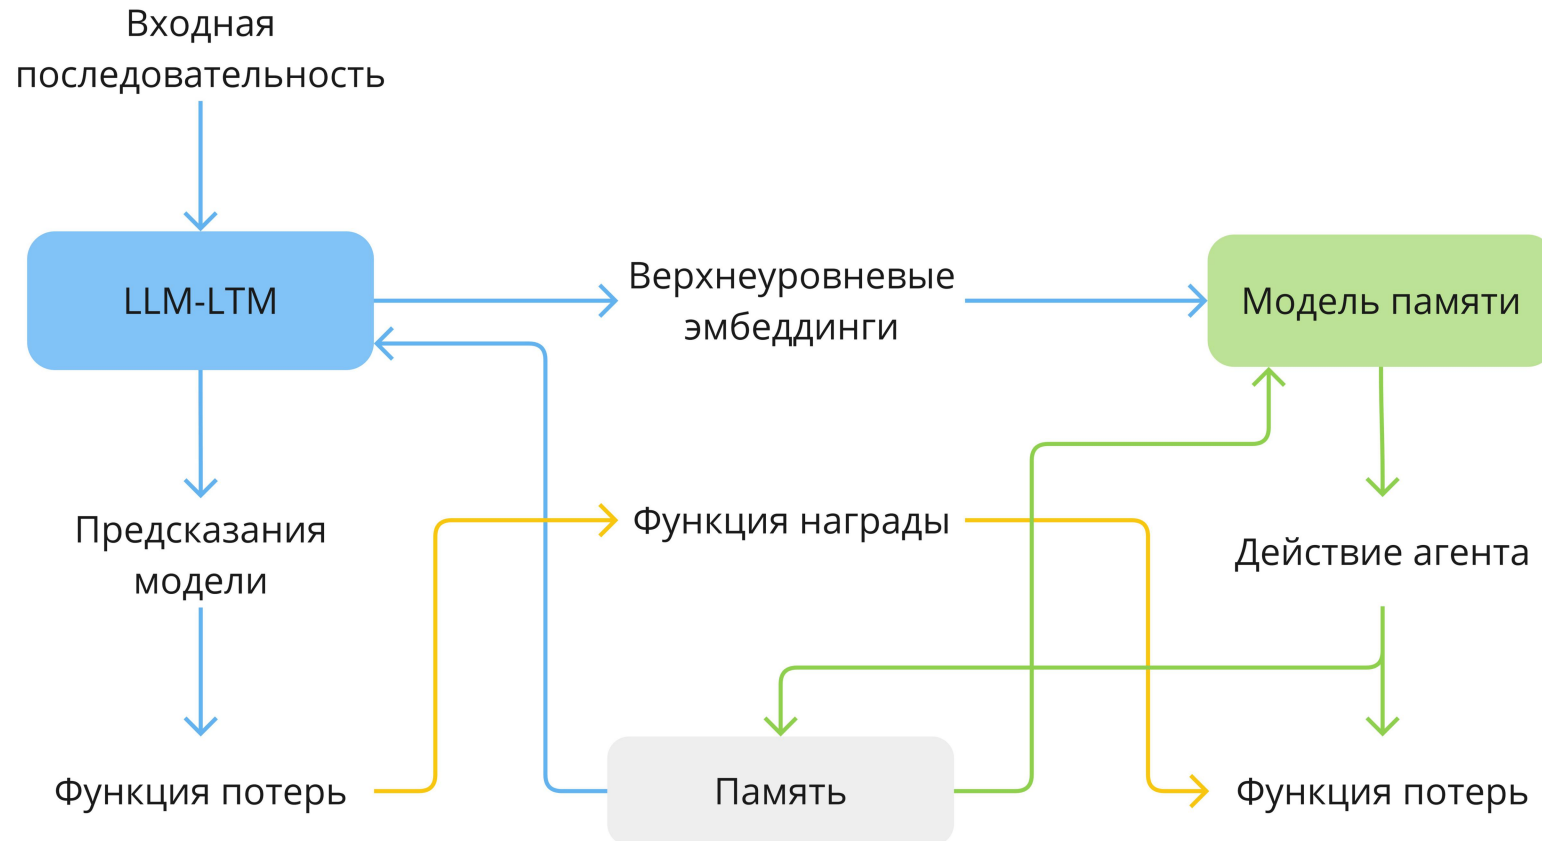 Входная
последовательность
LLM-LTM
Верхнеуровневые
эмбеддинги
Модель памяти
Предсказания
модели
Функция награды
Действие агента
Функция потерь
Память
Функция потерь